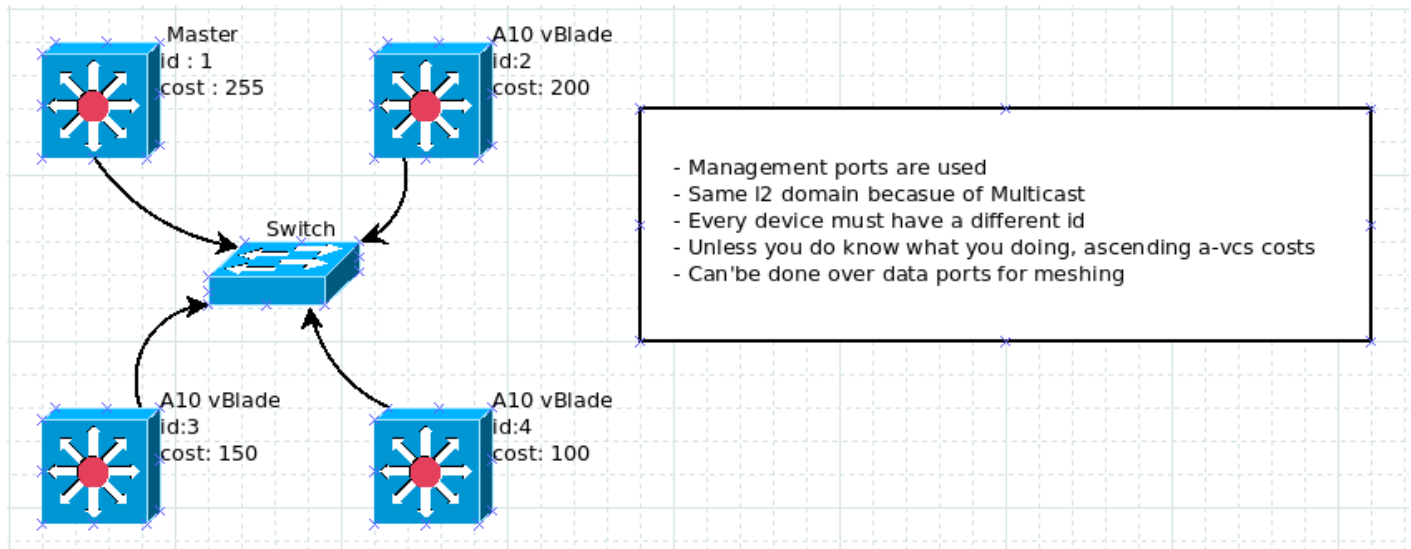 Master
id : 1
cost : 255
A10 vBlade
id:2
cost: 200
Switch
A10 vBlade
id:3
cost: 150
A10 vBlade
id:4
cost: 100
- Management ports are used
- Same l2 domain becasue of Multicast
- Every device must have a different id
- Unless you do know what you doing, ascending a-vcs costs
- Can'be done over data ports for meshing